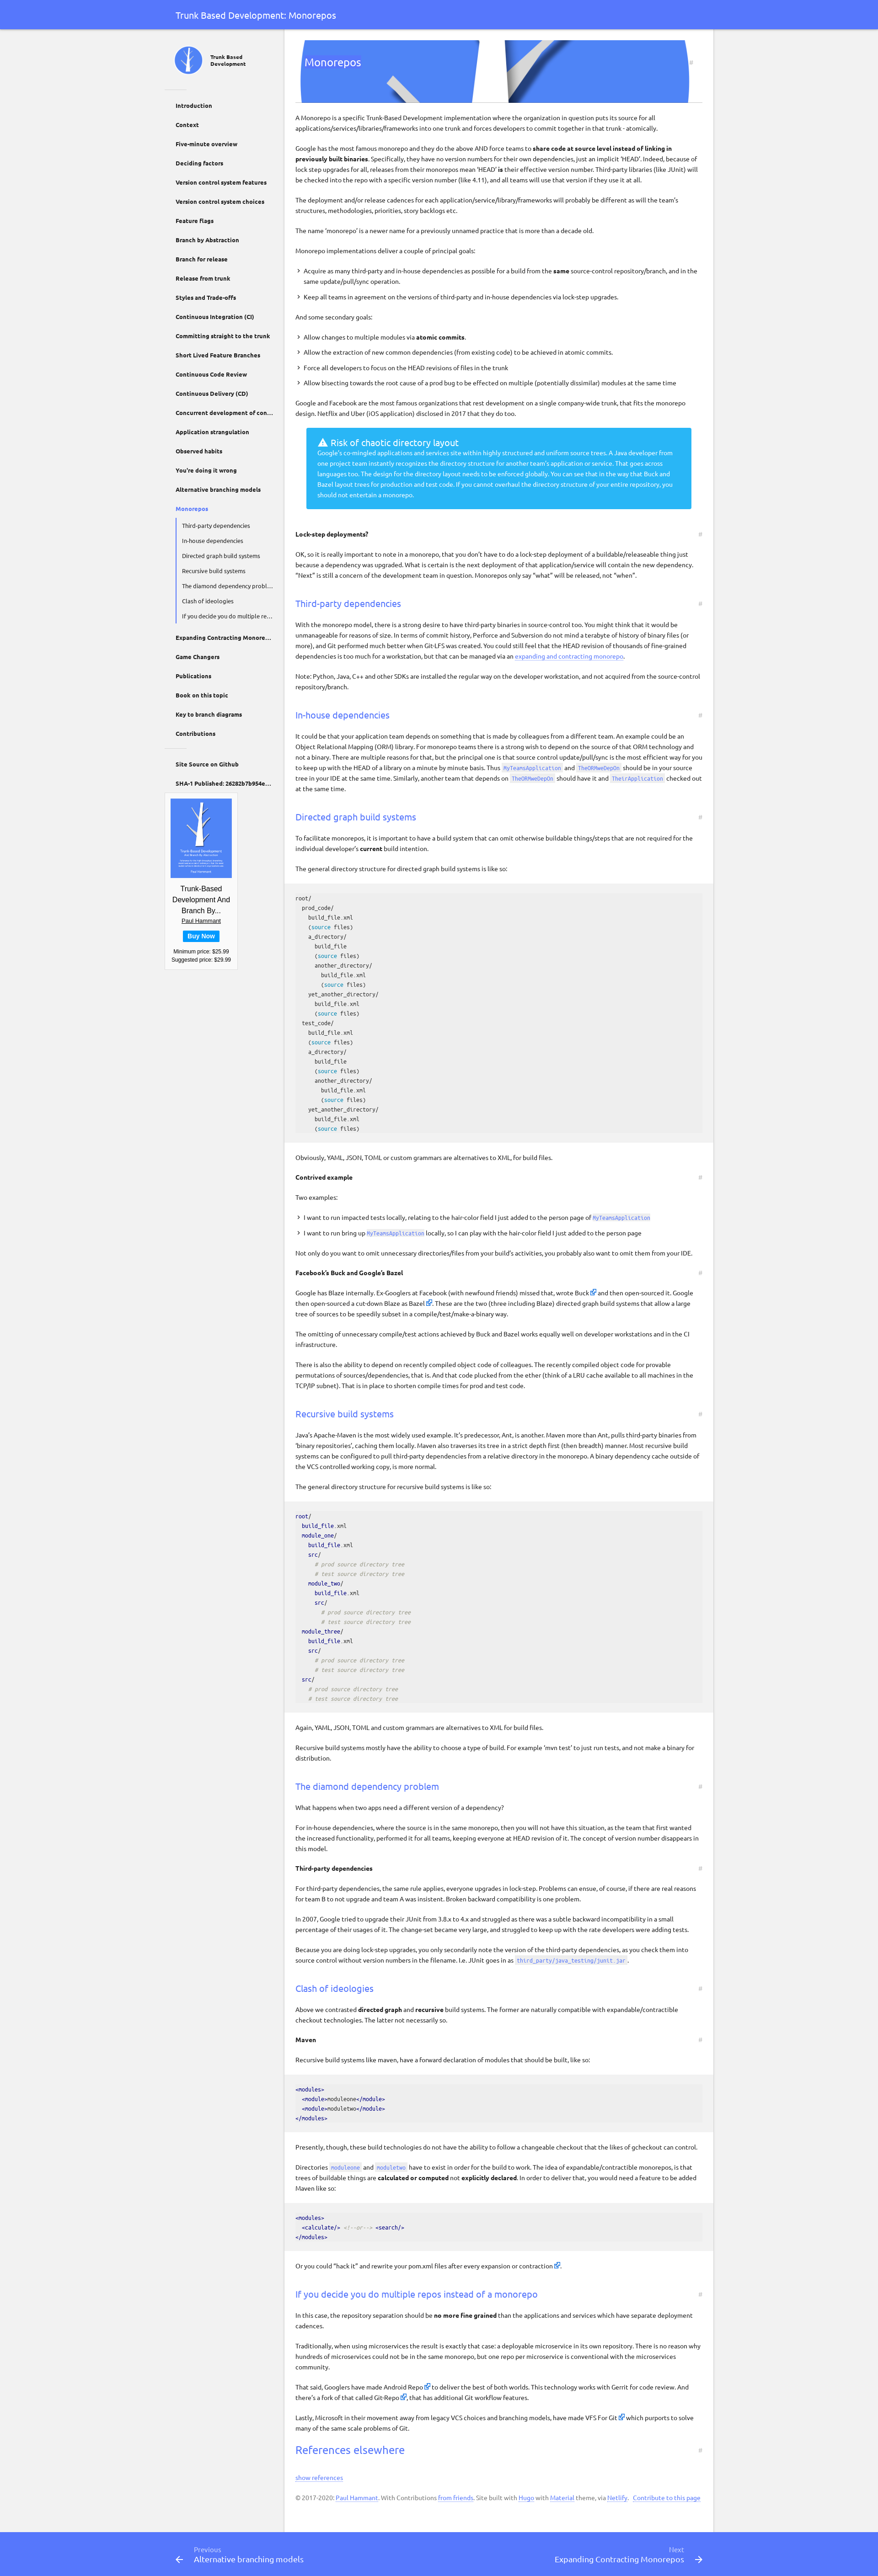 Trunk Based Development: Monorepos
Trunk Based
Development
Introduction
Context
Five-minute overview
Deciding factors
Version control system features
Version control system choices
Feature flags
Branch by Abstraction
Branch for release
Release from trunk
Styles and Trade-offs
Continuous Integration (CI)
Committing straight to the trunk
Short Lived Feature Branches
Continuous Code Review
Continuous Delivery (CD)
Concurrent development of con...
Application strangulation
Observed habits
You're doing it wrong
Alternative branching models
Monorepos
Third-party dependencies
In-house dependencies
Directed graph build systems
Recursive build systems
The diamond dependency probl...
Clash of ideologies
If you decide you do multiple re...
Expanding Contracting Monore...
Game Changers
Publications
Book on this topic
Key to branch diagrams
Contributions
Site Source on Github
SHA-1 Published: 26282b7b954e...
Trunk-Based Development
Paul Hammant
Trunk-Based
Development And
Branch By...
Paul Hammant
Buy Now
Minimum price: $25.99
Suggested price: $29.99
Monorepos #
A Monorepo is a specific Trunk-Based Development implementation where the organization in question puts its source for all
applications/services/libraries/frameworks into one trunk and forces developers to commit together in that trunk - atomically.
Google has the most famous monorepo and they do the above AND force teams to share code at source level instead of linking in
previously built binaries. Specifically, they have no version numbers for their own dependencies, just an implicit ‘HEAD’. Indeed, because of
lock step upgrades for all, releases from their monorepos mean ‘HEAD’ is their effective version number. Third-party libraries (like JUnit) will
be checked into the repo with a specific version number (like 4.11), and all teams will use that version if they use it at all.
The deployment and/or release cadences for each application/service/library/frameworks will probably be different as will the team’s
structures, methodologies, priorities, story backlogs etc.
The name ‘monorepo’ is a newer name for a previously unnamed practice that is more than a decade old.
Monorepo implementations deliver a couple of principal goals:
Acquire as many third-party and in-house dependencies as possible for a build from the same source-control repository/branch, and in the
same update/pull/sync operation.
Keep all teams in agreement on the versions of third-party and in-house dependencies via lock-step upgrades.
And some secondary goals:
Allow changes to multiple modules via atomic commits.
Allow the extraction of new common dependencies (from existing code) to be achieved in atomic commits.
Force all developers to focus on the HEAD revisions of files in the trunk
Allow bisecting towards the root cause of a prod bug to be effected on multiple (potentially dissimilar) modules at the same time
Google and Facebook are the most famous organizations that rest development on a single company-wide trunk, that fits the monorepo
design. Netflix and Uber (iOS application) disclosed in 2017 that they do too.
Risk of chaotic directory layout
Google’s co-mingled applications and services site within highly structured and uniform source trees. A Java developer from
one project team instantly recognizes the directory structure for another team’s application or service. That goes across
languages too. The design for the directory layout needs to be enforced globally. You can see that in the way that Buck and
Bazel layout trees for production and test code. If you cannot overhaul the directory structure of your entire repository, you
should not entertain a monorepo.
Lock-step deployments? #
OK, so it is really important to note in a monorepo, that you don’t have to do a lock-step deployment of a buildable/releaseable thing just
because a dependency was upgraded. What is certain is the next deployment of that application/service will contain the new dependency.
“Next” is still a concern of the development team in question. Monorepos only say “what” will be released, not “when”.
Third-party dependencies #
With the monorepo model, there is a strong desire to have third-party binaries in source-control too. You might think that it would be
unmanageable for reasons of size. In terms of commit history, Perforce and Subversion do not mind a terabyte of history of binary files (or
more), and Git performed much better when Git-LFS was created. You could still feel that the HEAD revision of thousands of fine-grained
dependencies is too much for a workstation, but that can be managed via an expanding and contracting monorepo.
Note: Python, Java, C++ and other SDKs are installed the regular way on the developer workstation, and not acquired from the source-control
repository/branch.
In-house dependencies #
It could be that your application team depends on something that is made by colleagues from a different team. An example could be an
Object Relational Mapping (ORM) library. For monorepo teams there is a strong wish to depend on the source of that ORM technology and
not a binary. There are multiple reasons for that, but the principal one is that source control update/pull/sync is the most efficient way for you
to keep up with the HEAD of a library on a minute by minute basis. Thus MyTeamsApplication and TheORMweDepOn should be in your source
tree in your IDE at the same time. Similarly, another team that depends on TheORMweDepOn should have it and TheirApplication checked out
at the same time.
Directed graph build systems #
To facilitate monorepos, it is important to have a build system that can omit otherwise buildable things/steps that are not required for the
individual developer’s current build intention.
The general directory structure for directed graph build systems is like so:
root/
prod_code/
build_file.xml
(source files)
a_directory/
build_file
(source files)
another_directory/
build_file.xml
(source files)
yet_another_directory/
build_file.xml
(source files)
test_code/
build_file.xml
(source files)
a_directory/
build_file
(source files)
another_directory/
build_file.xml
(source files)
yet_another_directory/
build_file.xml
(source files)
Obviously, YAML, JSON, TOML or custom grammars are alternatives to XML, for build files.
Contrived example #
Two examples:
I want to run impacted tests locally, relating to the hair-color field I just added to the person page of MyTeamsApplication
I want to run bring up MyTeamsApplication locally, so I can play with the hair-color field I just added to the person page
Not only do you want to omit unnecessary directories/files from your build’s activities, you probably also want to omit them from your IDE.
Facebook’s Buck and Google’s Bazel #
Google has Blaze internally. Ex-Googlers at Facebook (with newfound friends) missed that, wrote Buck and then open-sourced it. Google
then open-sourced a cut-down Blaze as Bazel. These are the two (three including Blaze) directed graph build systems that allow a large
tree of sources to be speedily subset in a compile/test/make-a-binary way.
The omitting of unnecessary compile/test actions achieved by Buck and Bazel works equally well on developer workstations and in the CI
infrastructure.
There is also the ability to depend on recently compiled object code of colleagues. The recently compiled object code for provable
permutations of sources/dependencies, that is. And that code plucked from the ether (think of a LRU cache available to all machines in the
TCP/IP subnet). That is in place to shorten compile times for prod and test code.
Recursive build systems #
Java’s Apache-Maven is the most widely used example. It’s predecessor, Ant, is another. Maven more than Ant, pulls third-party binaries from
‘binary repositories’, caching them locally. Maven also traverses its tree in a strict depth first (then breadth) manner. Most recursive build
systems can be configured to pull third-party dependencies from a relative directory in the monorepo. A binary dependency cache outside of
the VCS controlled working copy, is more normal.
The general directory structure for recursive build systems is like so:
root/
build_file.xml
module_one/
build_file.xml
src/
# prod source directory tree
# test source directory tree
module_two/
build_file.xml
src/
# prod source directory tree
# test source directory tree
module_three/
build_file.xml
src/
# prod source directory tree
# test source directory tree
src/
# prod source directory tree
# test source directory tree
Again, YAML, JSON, TOML and custom grammars are alternatives to XML for build files.
Recursive build systems mostly have the ability to choose a type of build. For example ‘mvn test’ to just run tests, and not make a binary for
distribution.
The diamond dependency problem #
What happens when two apps need a different version of a dependency?
For in-house dependencies, where the source is in the same monorepo, then you will not have this situation, as the team that first wanted
the increased functionality, performed it for all teams, keeping everyone at HEAD revision of it. The concept of version number disappears in
this model.
Third-party dependencies #
For third-party dependencies, the same rule applies, everyone upgrades in lock-step. Problems can ensue, of course, if there are real reasons
for team B to not upgrade and team A was insistent. Broken backward compatibility is one problem.
In 2007, Google tried to upgrade their JUnit from 3.8.x to 4.x and struggled as there was a subtle backward incompatibility in a small
percentage of their usages of it. The change-set became very large, and struggled to keep up with the rate developers were adding tests.
Because you are doing lock-step upgrades, you only secondarily note the version of the third-party dependencies, as you check them into
source control without version numbers in the filename. I.e. JUnit goes in as third_party/java_testing/junit.jar.
Clash of ideologies #
Above we contrasted directed graph and recursive build systems. The former are naturally compatible with expandable/contractible
checkout technologies. The latter not necessarily so.
Maven #
Recursive build systems like maven, have a forward declaration of modules that should be built, like so:
<modules>
<module>moduleone</module>
<module>moduletwo</module>
</modules>
Presently, though, these build technologies do not have the ability to follow a changeable checkout that the likes of gcheckout can control.
Directories moduleone and moduletwo have to exist in order for the build to work. The idea of expandable/contractible monorepos, is that
trees of buildable things are calculated or computed not explicitly declared. In order to deliver that, you would need a feature to be added
Maven like so:
<modules>
<calculate/> <!--or--> <search/>
</modules>
Or you could “hack it” and rewrite your pom.xml files after every expansion or contraction.
If you decide you do multiple repos instead of a monorepo #
In this case, the repository separation should be no more fine grained than the applications and services which have separate deployment
cadences.
Traditionally, when using microservices the result is exactly that case: a deployable microservice in its own repository. There is no reason why
hundreds of microservices could not be in the same monorepo, but one repo per microservice is conventional with the microservices
community.
That said, Googlers have made Android Repo to deliver the best of both worlds. This technology works with Gerrit for code review. And
there’s a fork of that called Git-Repo, that has additional Git workflow features.
Lastly, Microsoft in their movement away from legacy VCS choices and branching models, have made VFS For Git which purports to solve
many of the same scale problems of Git.
References elsewhere #
show references
© 2017-2020: Paul Hammant. With Contributions from friends. Site built with Hugo with Material theme, via Netlify. Contribute to this page
Previous
Alternative branching models
Next
Expanding Contracting Monorepos